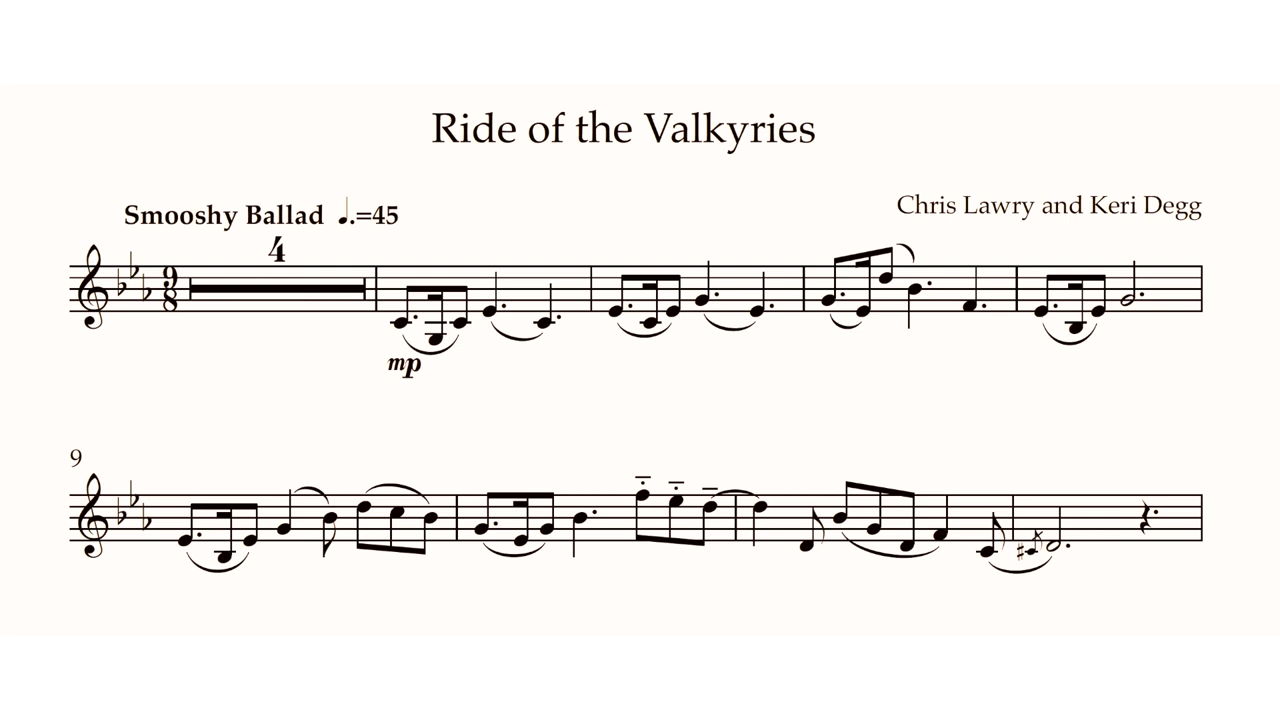 Ride of the Valkyries
Chris Lawry and Keri Degg
Smooshy Ballad ♩.=45
4
9
8
mp
9